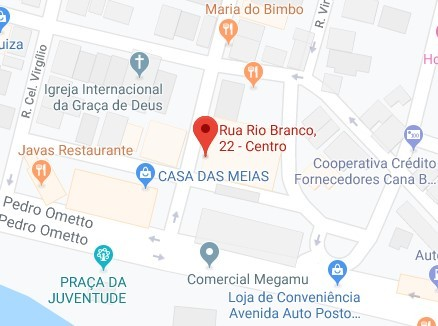 Maria do Bimbo
R. Vir
uiza
R. Cel. Virgílio
Igreja Internacional
da Graça de Deus
Ho
Rua Rio Branco,
22 - Centro
Javas Restaurante
Cooperativa Crédito
Fornecedores Cana B...
CASA DAS MEIAS
Pedro Ometto
Pedro Ometto
PRAÇA DA
JUVENTUDE
Comercial Megamu
Aut
Loja de Conveniência
Avenida Auto Posto...